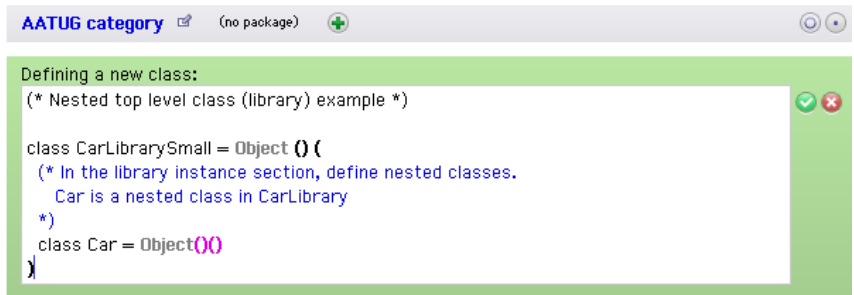 AATUG category (no package)
Defining a new class:
(* Nested top level class (library) example *)
class CarLibrarySmall = Object () (
(* In the library instance section, define nested classes.
Car is a nested class in CarLibrary
*)
class Car = Object()()
)